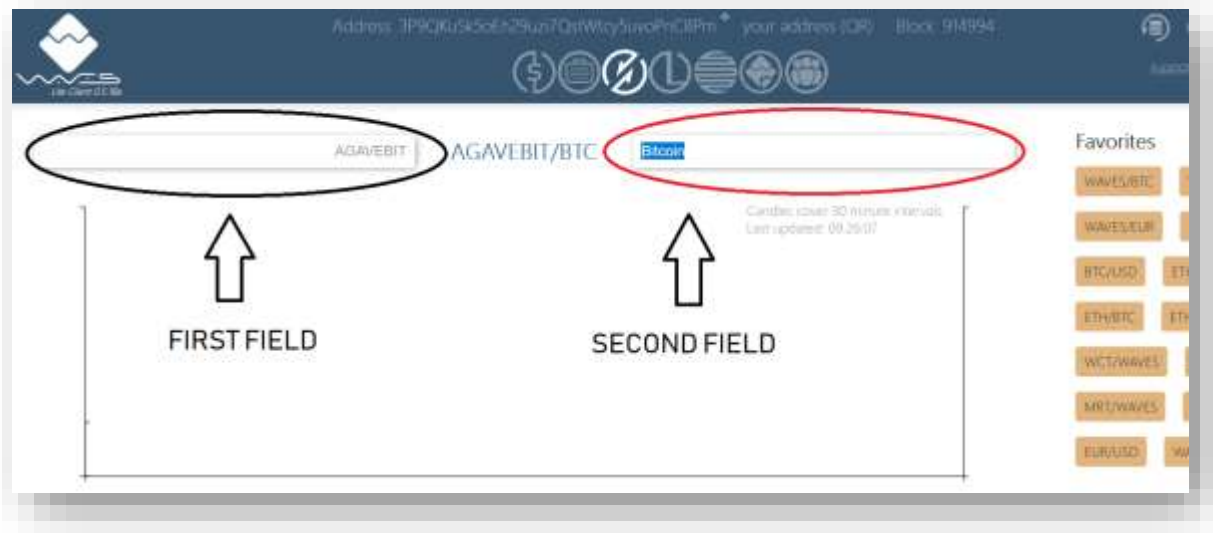 your address (QR) Block: 914994
WAVES
AGAVEBIT
AGAVEBIT/BTC
Bitcoin
Favorites
WAVES/BTC
WAVES/EUR
BTC/USD
ETH/BTC
WCT/WAVES
MRT/WAVES
EUR/USD
Candles cover 30 minute intervals
Last updated: 09:26:07
FIRST FIELD
SECOND FIELD